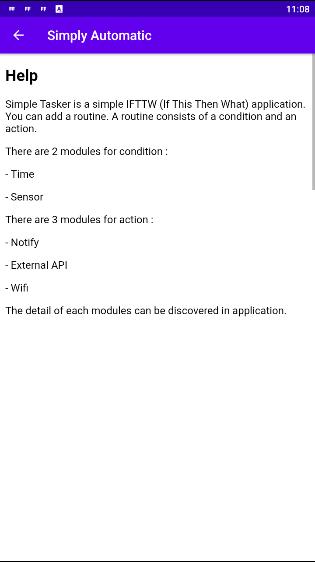 11:08
Simply Automatic
Help
Simple Tasker is a simple IFTTW (If This Then What) application.
You can add a routine. A routine consists of a condition and an
action.
There are 2 modules for condition :
- Time
- Sensor
There are 3 modules for action :
- Notify
- External API
- Wifi
The detail of each modules can be discovered in application.